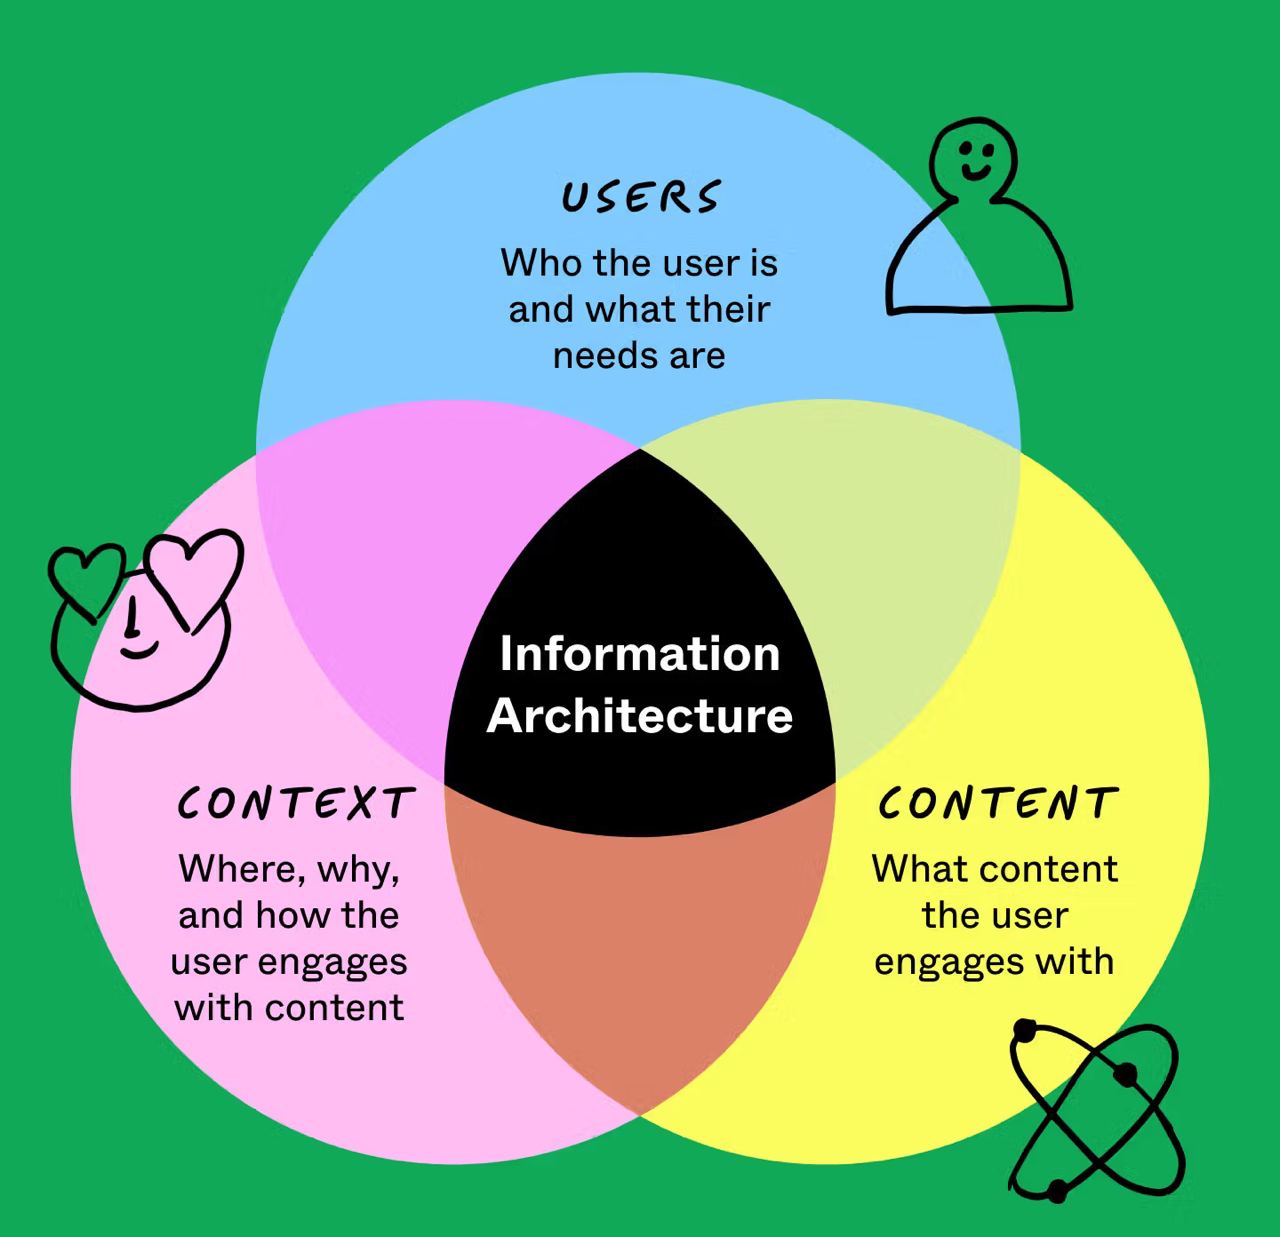 USERS
Who the user is
and what their
needs are
Information
Architecture
CONTEXT
Where, why,
and how the
user engages
with content
CONTENT
What content
the user
engages with